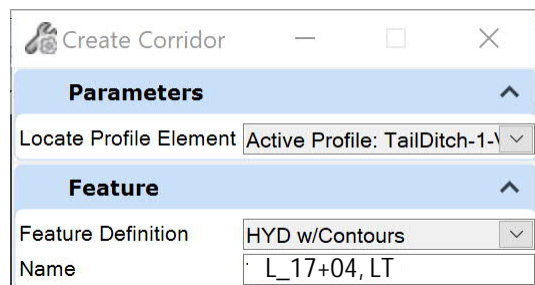 Create Corridor
Parameters
Locate Profile Element Active Profile: TailDitch-1-
Feature
Feature Definition HYD w/Contours
Name L_17+04, LT